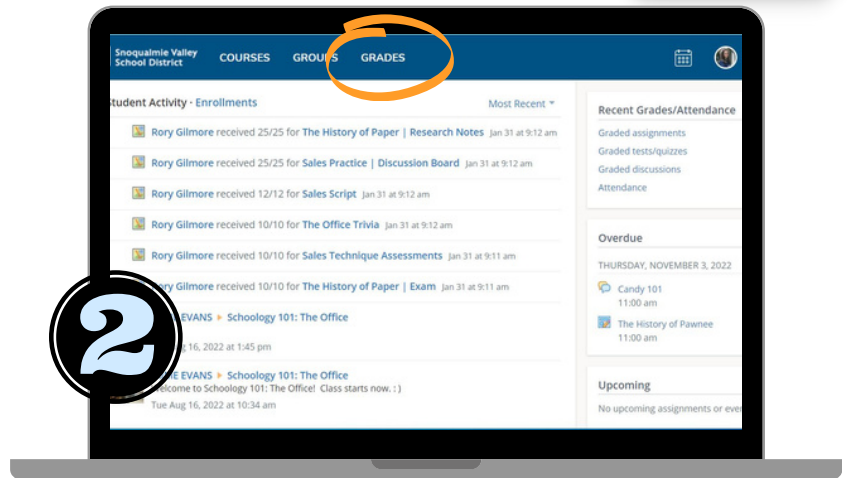 Snoqualmie Valley
School District
COURSES GROUPS GRADES
tudent Activity · Enrollments Most Recent
Rory Gilmore received 25/25 for The History of Paper | Research Notes Jan 31 at 9:12 am
Rory Gilmore received 25/25 for Sales Practice | Discussion Board Jan 31 at 9:12 am
Rory Gilmore received 12/12 for Sales Script Jan 31 at 9:12 am
Rory Gilmore received 10/10 for The Office Trivia Jan 31 at 9:12 am
Rory Gilmore received 10/10 for Sales Technique Assessments Jan 31 at 9:11 am
ory Gilmore received 10/10 for The History of Paper | Exam Jan 31 at 9:11 am
EVANS Schoology 101: The Office
16, 2022 at 1:45 pm
E EVANS Schoology 101: The Office
elcome to Schoology 101: The Office! Class starts now. : )
Tue Aug 16, 2022 at 10:34 am
2
Recent Grades/Attendance
Graded assignments
Graded tests/quizzes
Graded discussions
Attendance
Overdue
THURSDAY, NOVEMBER 3, 2022
Candy 101
11:00 am
The History of Pawnee
11:00 am
Upcoming
No upcoming assignments or ever